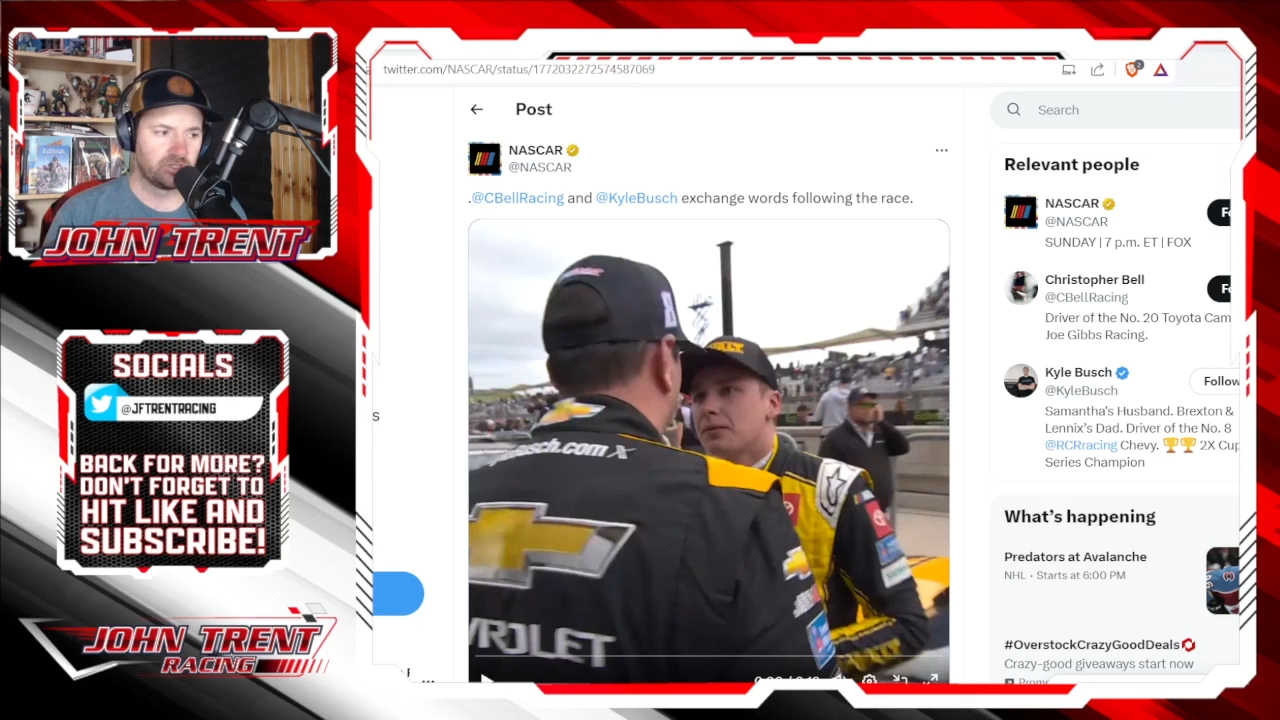 JOHN TRENT
SOCIALS
@JFTRENTRACING
BACK FOR MORE?
DON'T FORGET TO
HIT LIKE AND
SUBSCRIBE!
JOHN TRENT
RACING
twitter.com/NASCAR/status/1772032272574587069
Post
NASCAR
@NASCAR
.@CBellRacing and @KyleBusch exchange words following the race.
8
sch.com
CHEVROLET
Search
Relevant people
NASCAR
@NASCAR
SUNDAY | 7 p.m. ET | FOX
Christopher Bell
@CBellRacing
Driver of the No. 20 Toyota Cam
Joe Gibbs Racing.
Kyle Busch
@KyleBusch
Follow
Samantha's Husband. Brexton &
Lennix's Dad. Driver of the No. 8
@RCRracing Chevy. 🏆🏆 2X Cup
Series Champion
What's happening
Predators at Avalanche
NHL · Starts at 6:00 PM
#OverstockCrazyGoodDeals
Crazy-good giveaways start now